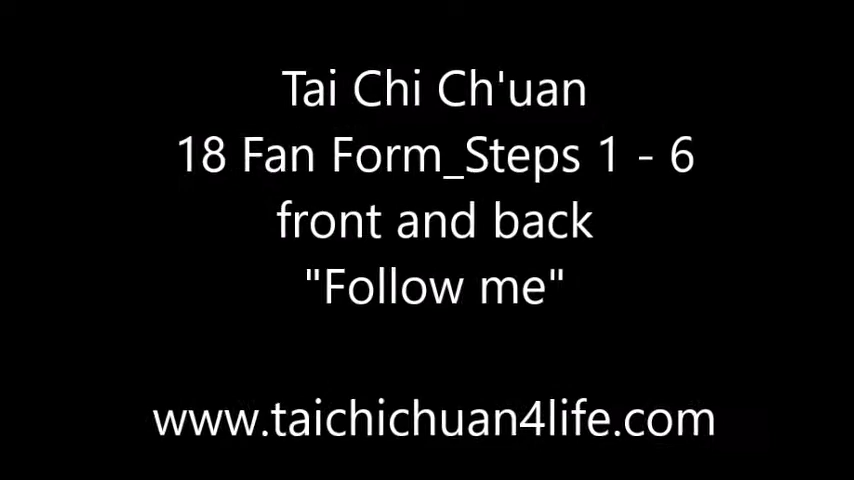 Tai Chi Ch'uan
18 Fan Form_Steps 1 - 6
front and back
"Follow me"
www.taichichuan4life.com